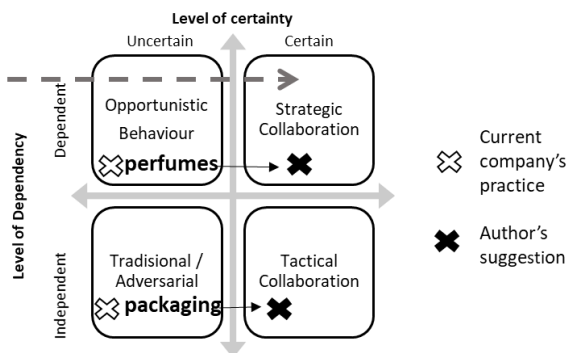 Level of certainty
Uncertain
Certain
Level of Dependency
Dependent
Opportunistic
Behaviour
perfumes
Strategic
Collaboration
Independent
Tradisional /
Adversarial
packaging
Tactical
Collaboration
Current
company's
practice
Author's
suggestion